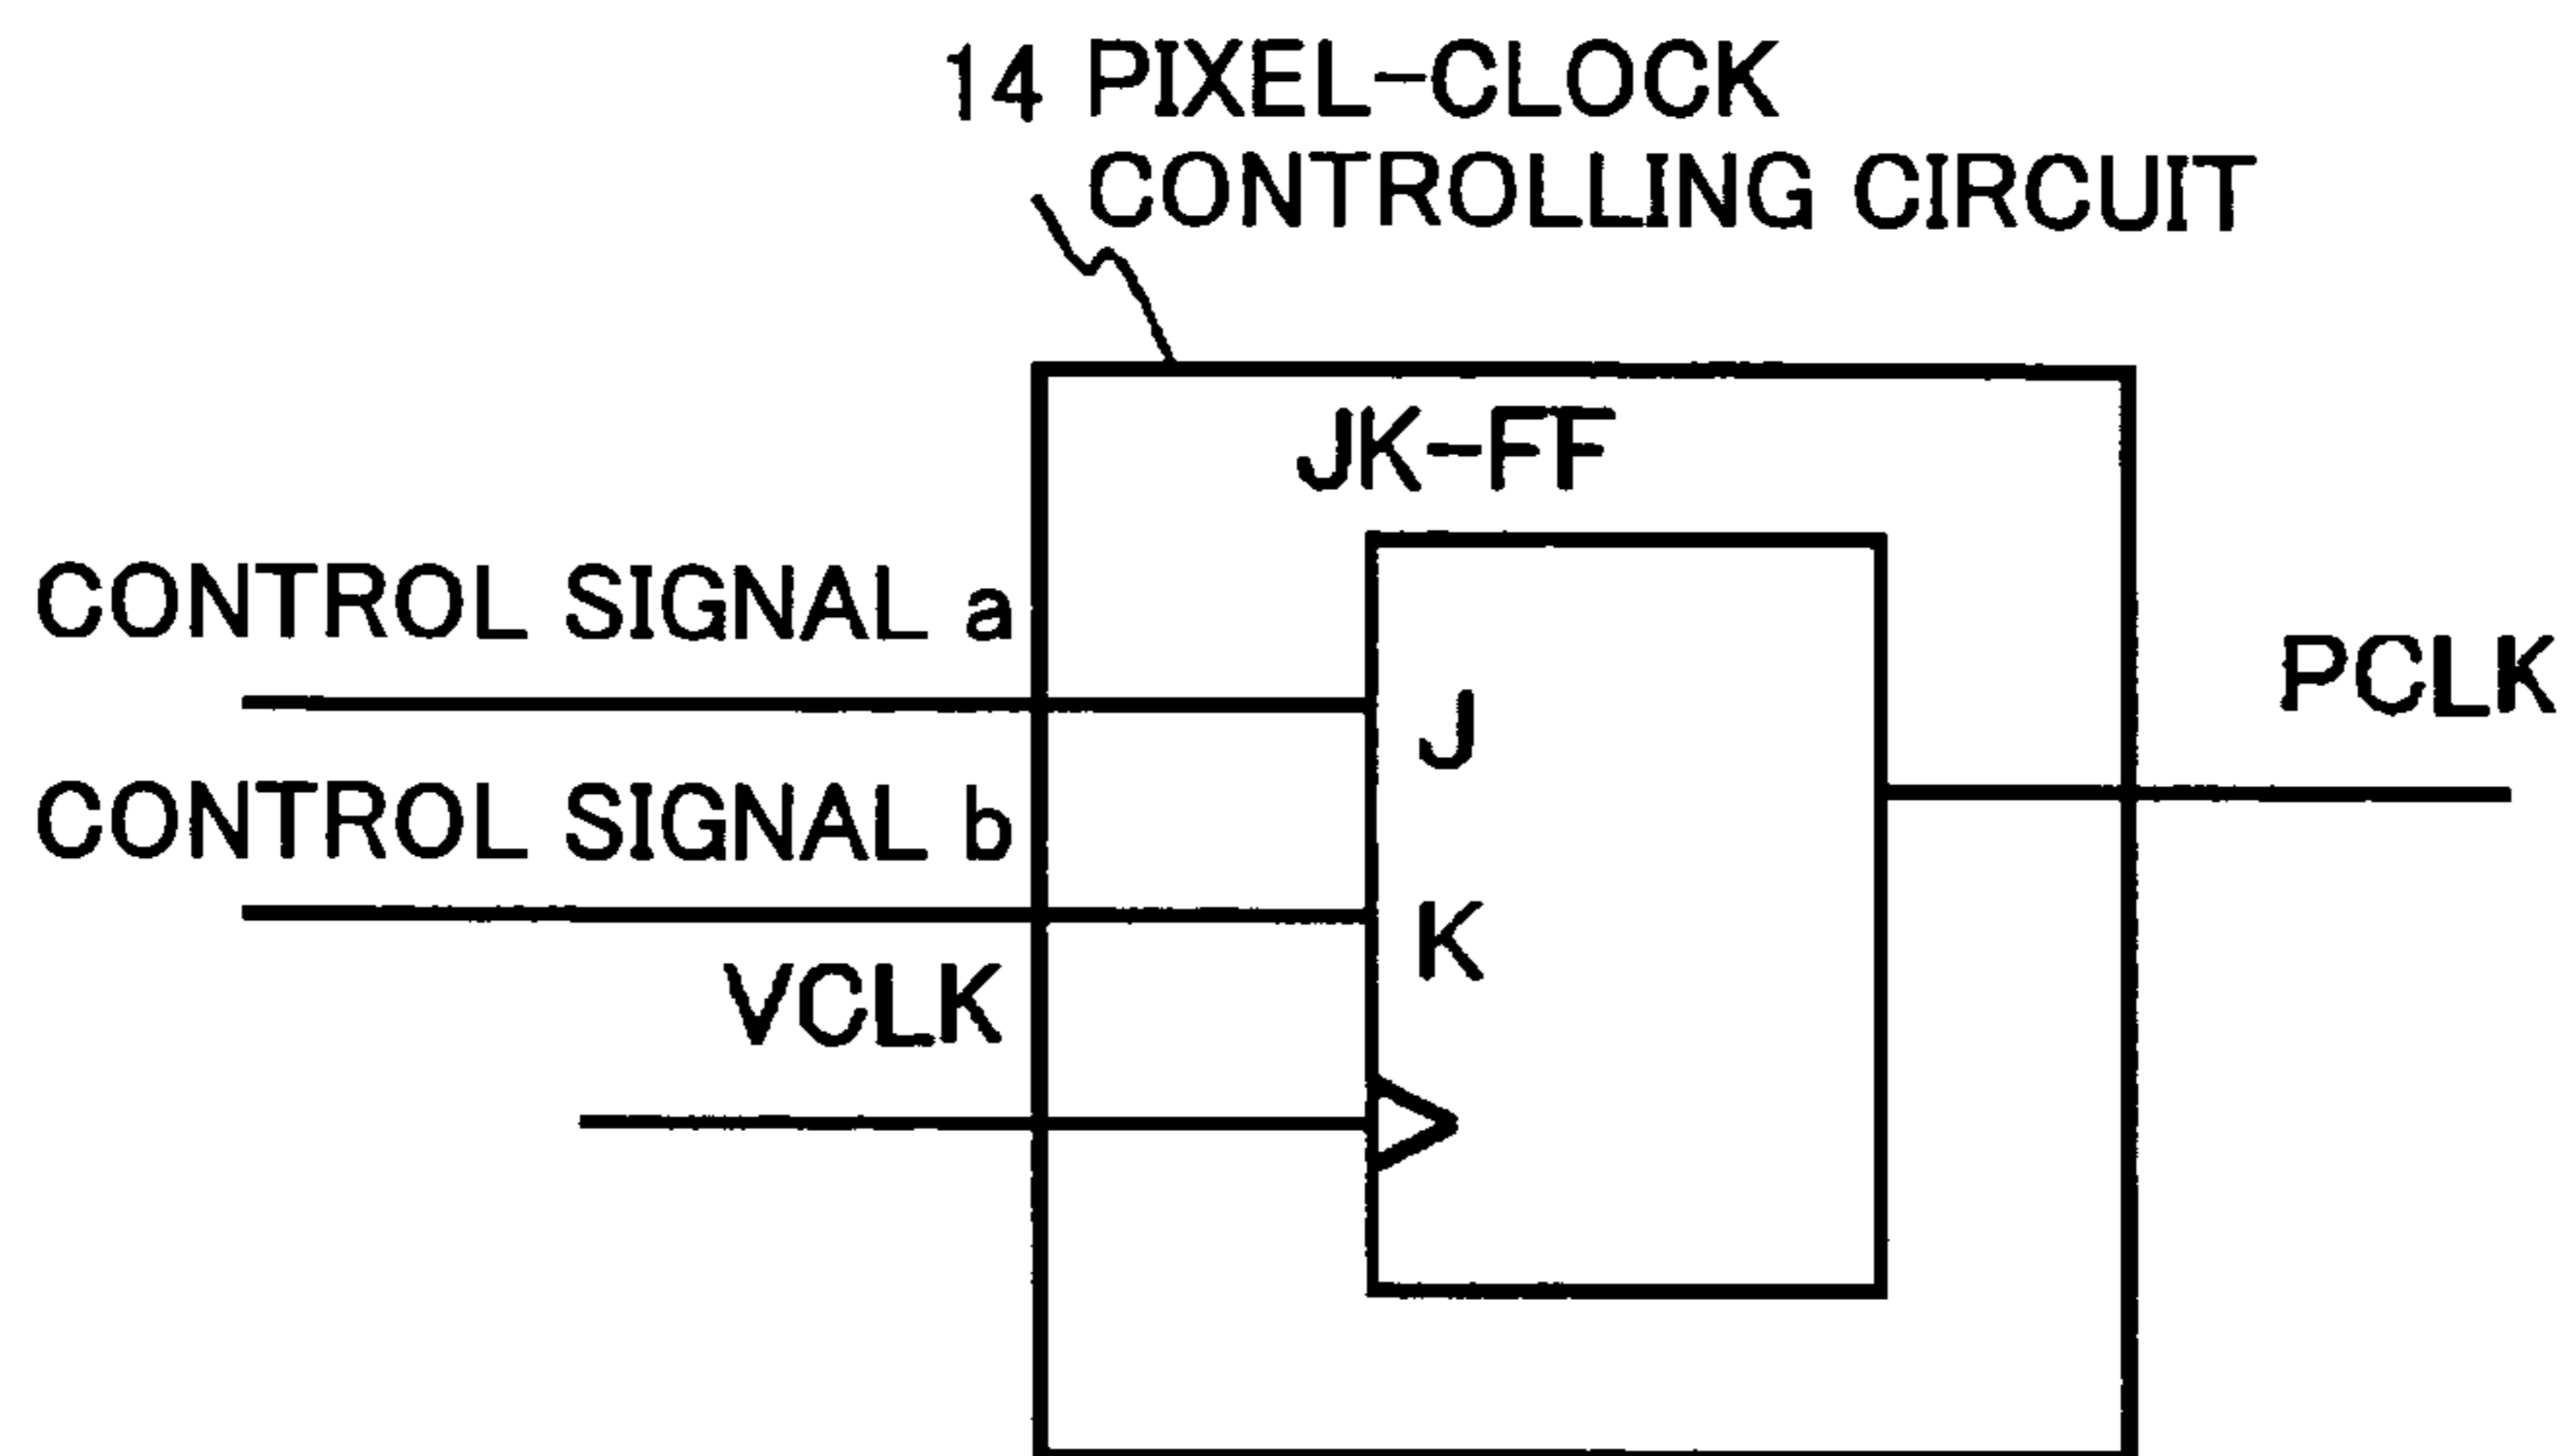 14 PIXEL-CLOCK
CONTROLLING CIRCUIT
JK-FF
CONTROL SIGNAL a
J
PCLK
CONTROL SIGNAL b
K
VCLK